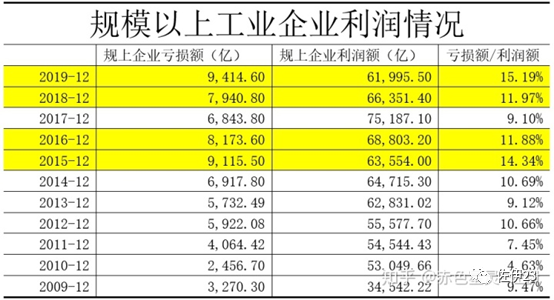 规模以上工业企业利润情况
规上企业亏损额（亿） 规上企业利润额（亿） 亏损额/利润额
2019-12 9,414.60 61,995.50 15.19%
2018-12 7,940.80 66,351.40 11.97%
2017-12 6,843.80 75,187.10 9.10%
2016-12 8,173.60 68,803.20 11.88%
2015-12 9,115.50 63,554.00 14.34%
2014-12 6,917.80 64,715.30 10.69%
2013-12 5,732.49 62,831.02 9.12%
2012-12 5,922.08 55,577.70 10.66%
2011-12 4,064.42 54,544.43 7.45%
2010-12 2,456.70 53,049.66 4.63%
2009-12 3,270.30 34,542.22 9.47%
知乎 @赤色
佐伊23